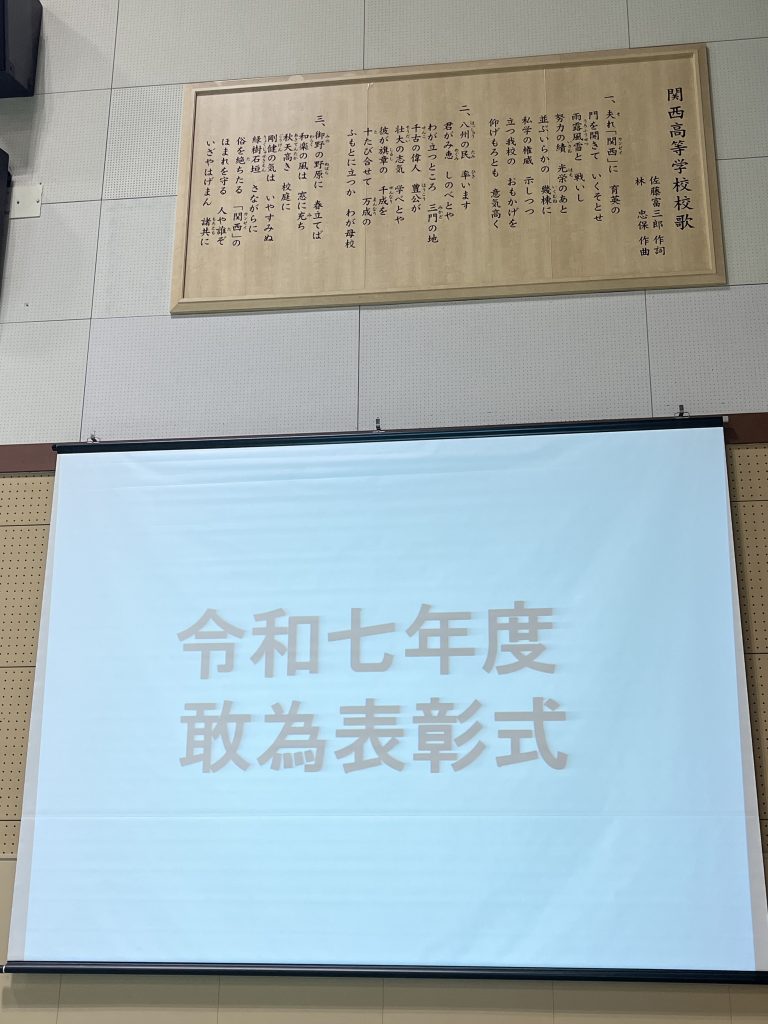 関西高等学校校歌
佐藤富三郎 作詞
林 忠保 作曲
一、夫れ「関西」に 育英の
門を開きて いくそとせ
雨露風雪と 戦いし
努力の績 光栄のあと
並ぶいらかの 幾棟に
私学の権威 示しつつ
立つ我校の おもかげを
仰げもろとも 意気高く
二、八州の民 率います
君がみ恵 しのべとや
わが立つところ 三門の地
千古の偉人 豊公が
壮大の志気 学べとや
彼が旗章の 千成を
十たび合せて 万成の
ふもとに立つか わが母校
三、御野の野原に 春立てば
和楽の風は 窓に充ち
秋天高き 校庭に
剛健の気は いやすみぬ
緑樹の垣 さながらに
俗を絶ちたる 「関西」の
ほまれを守る 人や誰ぞ
いざやはげまん 諸共に
令和七年度
敢為表彰式